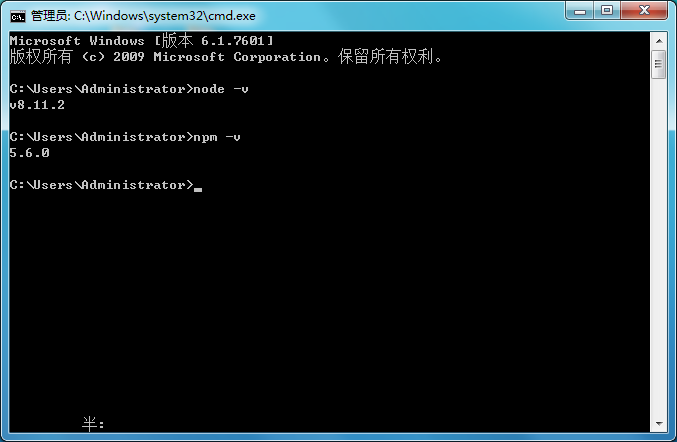 管理员: C:\Windows\system32\cmd.exe
Microsoft Windows [版本 6.1.7601]
版权所有 (c) 2009 Microsoft Corporation。保留所有权利。
C:\Users\Administrator>node -v
v8.11.2
C:\Users\Administrator>npm -v
5.6.0
C:\Users\Administrator>
半: